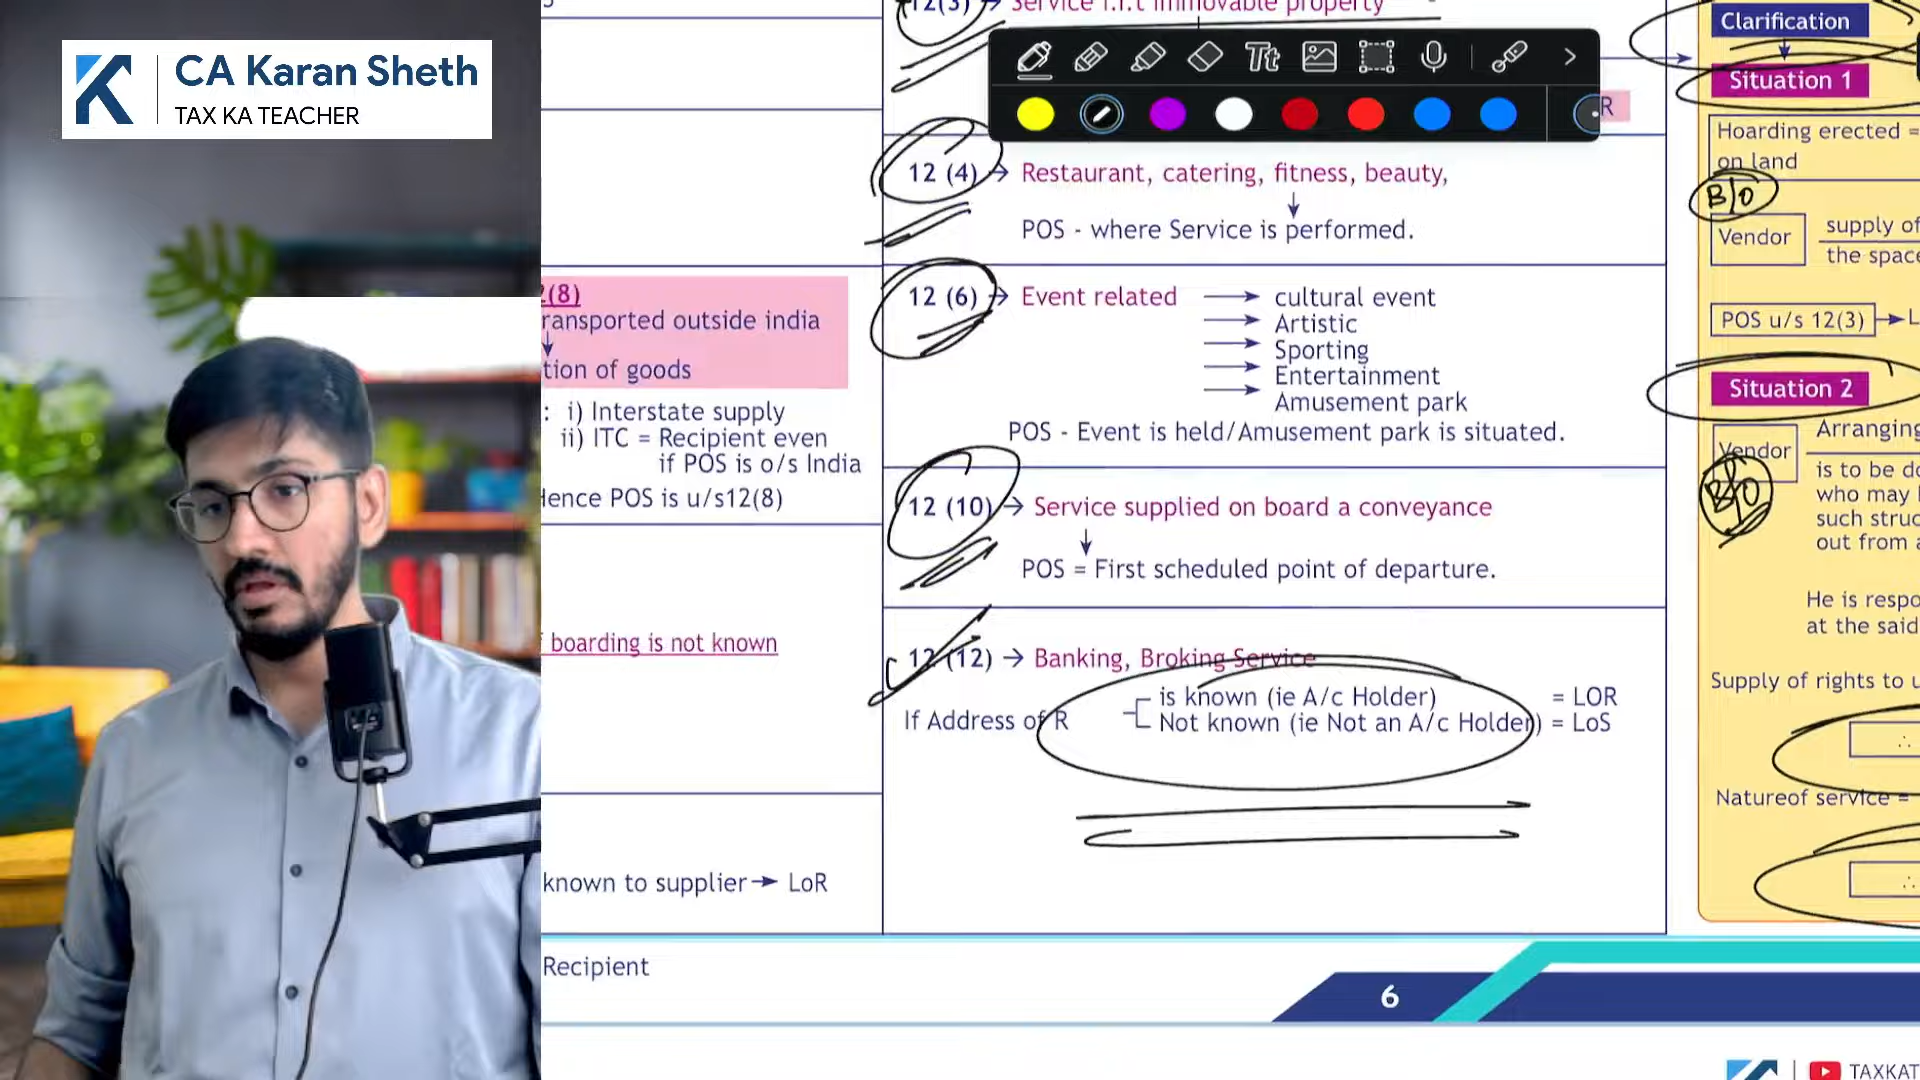 CA Karan Sheth
TAX KA TEACHER
(8)
ransported outside india
tion of goods
: i) Interstate supply
ii) ITC = Recipient even
if POS is o/s India
Hence POS is u/s12(8)
boarding is not known
known to supplier → LoR
Recipient
12(3) → Service i.r.t immovable property
Tt
R
12 (4) → Restaurant, catering, fitness, beauty,
POS - where Service is performed.
12 (6) → Event related → cultural event
→ Artistic
→ Sporting
→ Entertainment
→ Amusement park
POS - Event is held/Amusement park is situated.
12 (10) → Service supplied on board a conveyance
POS = First scheduled point of departure.
12 (12) → Banking, Broking Service
is known (ie A/c Holder) = LOR
If Address of R
Not known (ie Not an A/c Holder) = LoS
6
Clarification
Situation 1
Hoarding erected =
on land
B/O
Vendor
supply of
the space
POS u/s 12(3) → L
Situation 2
Vendor
B/O
Arranging
is to be do
who may
such struc
out from a
He is respo
at the said
Supply of rights to u
∴
Natureof service =
∴
TAXKAT